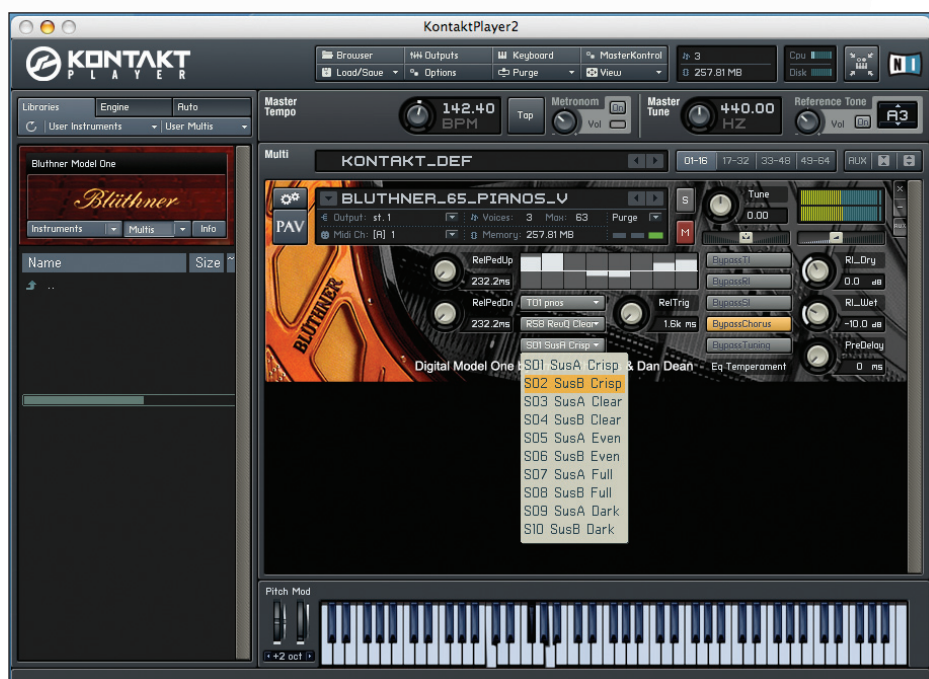 KontaktPlayer2
KONTAKT
PLAYER
Browser Outputs Keyboard MasterKontrol
Load/Save Options Purge View
3
257.81 MB
Cpu
Disk
NI
Libraries Engine Auto
User Instruments User Multis
Master Tempo
142.40
BPM
Tap
Metronom On
Vol
Master Tune
440.00
HZ
Reference Tone
Vol On
A3
Bluthner Model One
Blüthner
Instruments Multis Info
Name Size
..
Multi
KONTAKT_DEF
01-16 17-32 33-48 49-64 AUX
PAV
BLUTHNER_65_PIANOS_V
Output: st.1 Voices: 3 Max: 63 Purge
Midi Ch: [A] 1 Memory: 257.81 MB
S
M
Tune
0.00
BLÜTHNER
RelPedUp
232.2ms
RelPedDn
232.2ms
T01 pnos
RelTrig
1.6k ms
S01 SusA Crisp
BypassTI
BypassRI
BypassSI
BypassChorus
BypassTuning
Eq Temperament
RI_Dry
0.0 dB
RI_Wet
-10.0 dB
PreDelay
0 ms
Digital Model One & Dan Dean
S01 SusA Crisp
S02 SusB Crisp
S03 SusA Clear
S04 SusB Clear
S05 SusA Even
S06 SusB Even
S07 SusA Full
S08 SusB Full
S09 SusA Dark
S10 SusB Dark
Pitch Mod
+2 oct